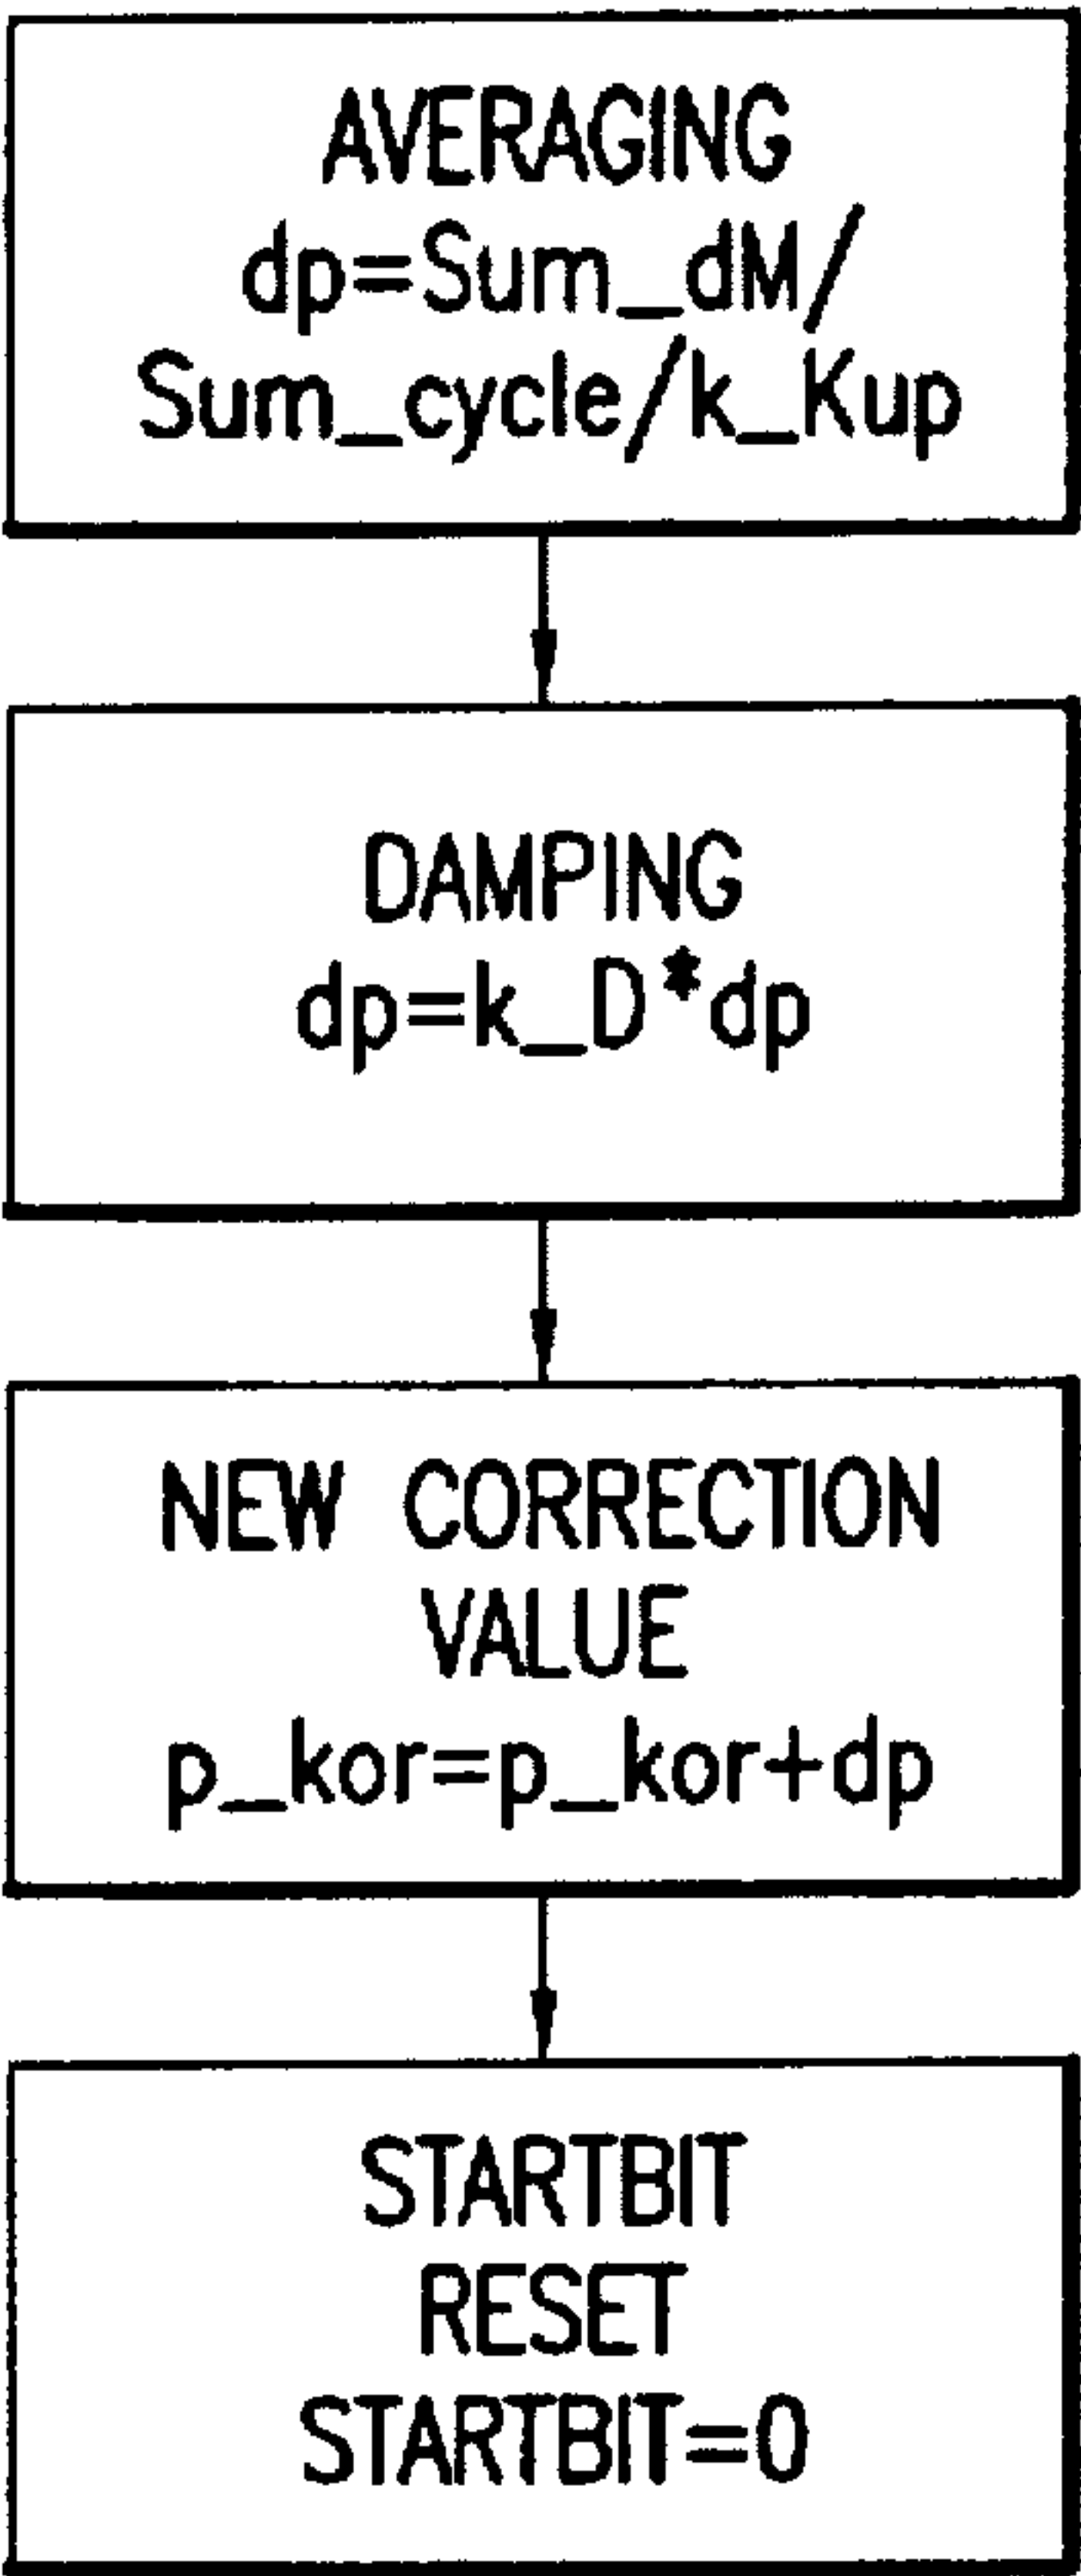 AVERAGING
dp=Sum_dM/
Sum_cycle/k_Kup
DAMPING
dp=k_D*dp
NEW CORRECTION
VALUE
p_kor=p_kor+dp
STARTBIT
RESET
STARTBIT=0